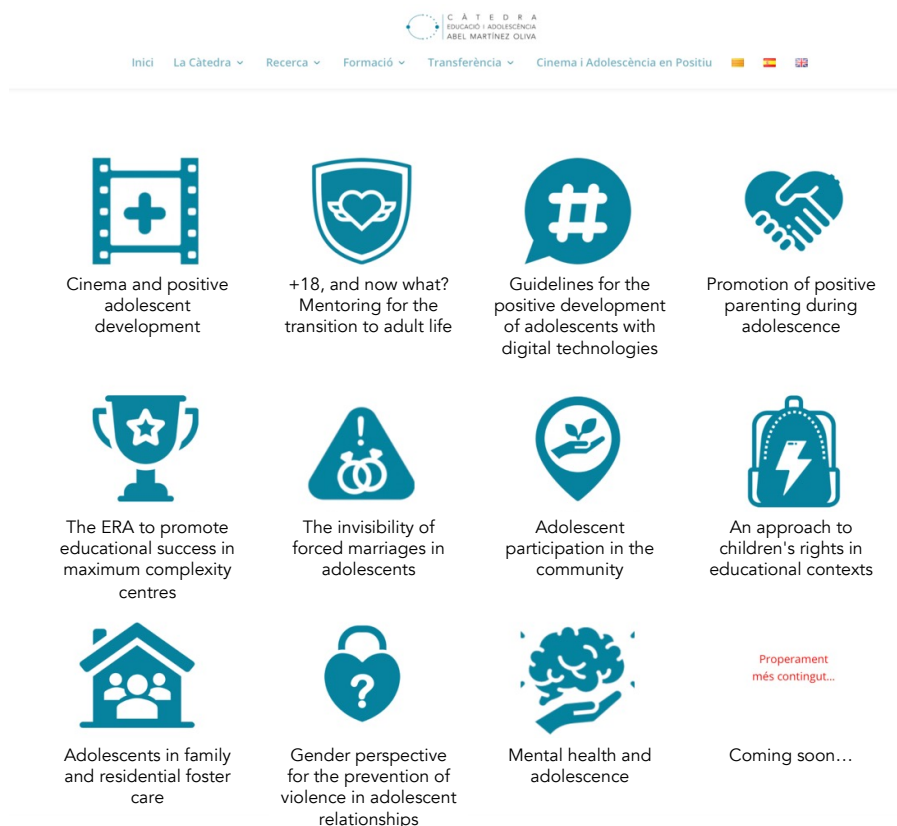 C À T E D R A
EDUCACIÓ I ADOLESCÈNCIA
ABEL MARTÍNEZ OLIVA
Inici La Càtedra Recerca Formació Transferència Cinema i Adolescència en Positiu
Cinema and positive
adolescent
development
+18, and now what?
Mentoring for the
transition to adult life
Guidelines for the
positive development
of adolescents with
digital technologies
Promotion of positive
parenting during
adolescence
The ERA to promote
educational success in
maximum complexity
centres
The invisibility of
forced marriages in
adolescents
Adolescent
participation in the
community
An approach to
children's rights in
educational contexts
Adolescents in family
and residential foster
care
Gender perspective
for the prevention of
violence in adolescent
relationships
Mental health and
adolescence
Properament
més contingut...
Coming soon…